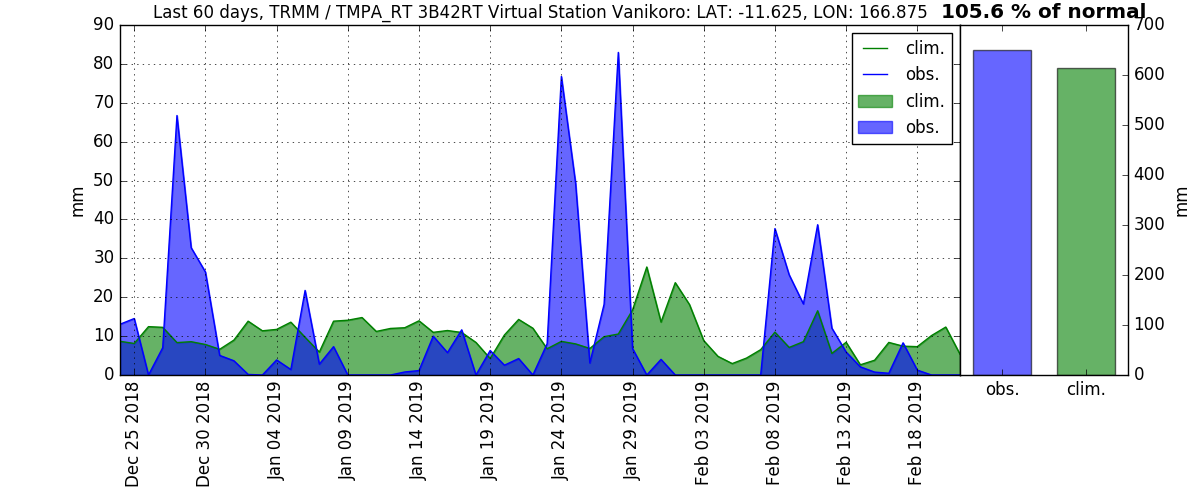 Last 60 days, TRMM / TMPA_RT 3B42RT Virtual Station Vanikoro: LAT: -11.625, LON: 166.875
105.6 % of normal
90
80
70
60
50
40
30
20
10
0
mm
clim.
obs.
clim.
obs.
Dec 25 2018
Dec 30 2018
Jan 04 2019
Jan 09 2019
Jan 14 2019
Jan 19 2019
Jan 24 2019
Jan 29 2019
Feb 03 2019
Feb 08 2019
Feb 13 2019
Feb 18 2019
700
600
500
400
300
200
100
0
mm
obs.
clim.